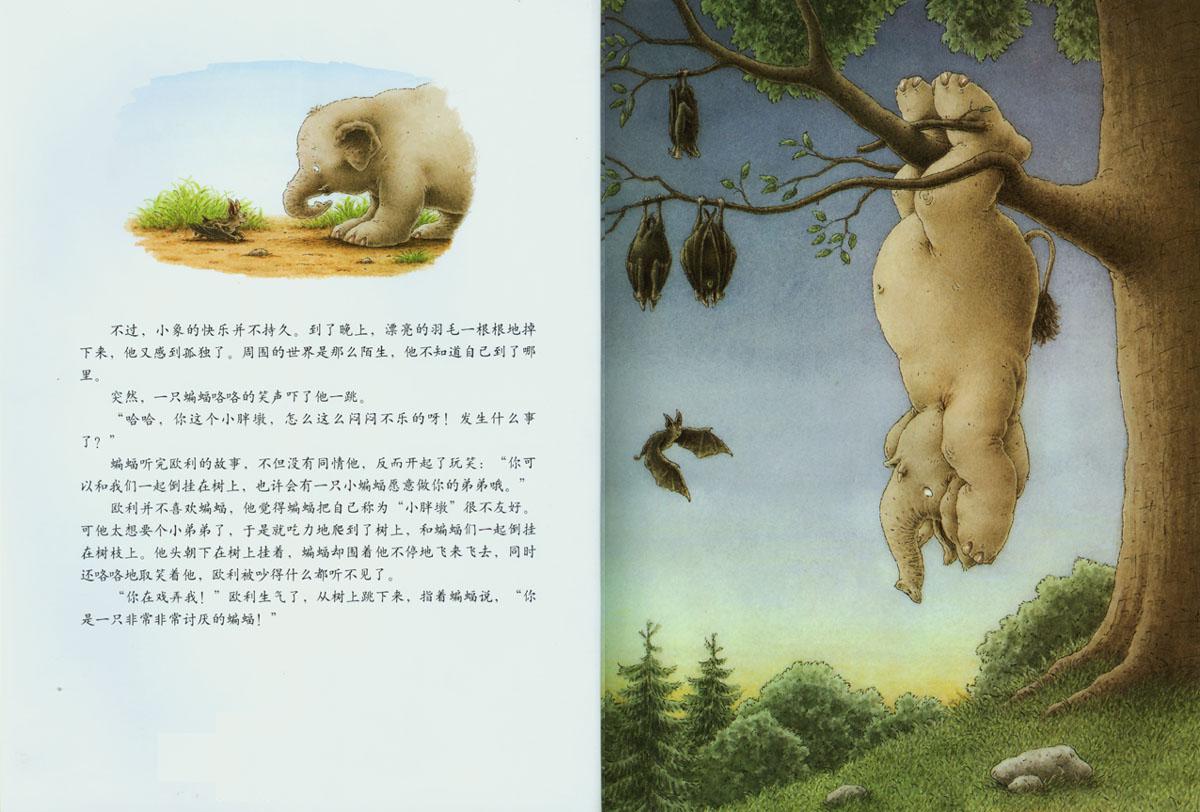 不过，小象的快乐并不持久。到了晚上，漂亮的羽毛一根根地掉
下来，他又感到孤独了。周围的世界是那么陌生，他不知道自己到了哪
里。
突然，一只蝙蝠咯咯的笑声吓了他一跳。
“哈哈，你这个小胖墩，怎么这么闷闷不乐的呀！发生什么事
了？”
蝙蝠听完欧利的故事，不但没有同情他，反而开起了玩笑：“你可
以和我们一起倒挂在树上，也许会有一只小蝙蝠愿意做你的弟弟哦。”
欧利并不喜欢蝙蝠，他觉得蝙蝠把自己称为“小胖墩”很不友好。
可他太想要个小弟弟了，于是就吃力地爬到了树上，和蝙蝠们一起倒挂
在树枝上。他头朝下在树上挂着，蝙蝠却围着他不停地飞来飞去，同时
还咯咯地取笑着他，欧利被吵得什么都听不见了。
“你在戏弄我！”欧利生气了，从树上跳下来，指着蝙蝠说，“你
是一只非常非常讨厌的蝙蝠！”